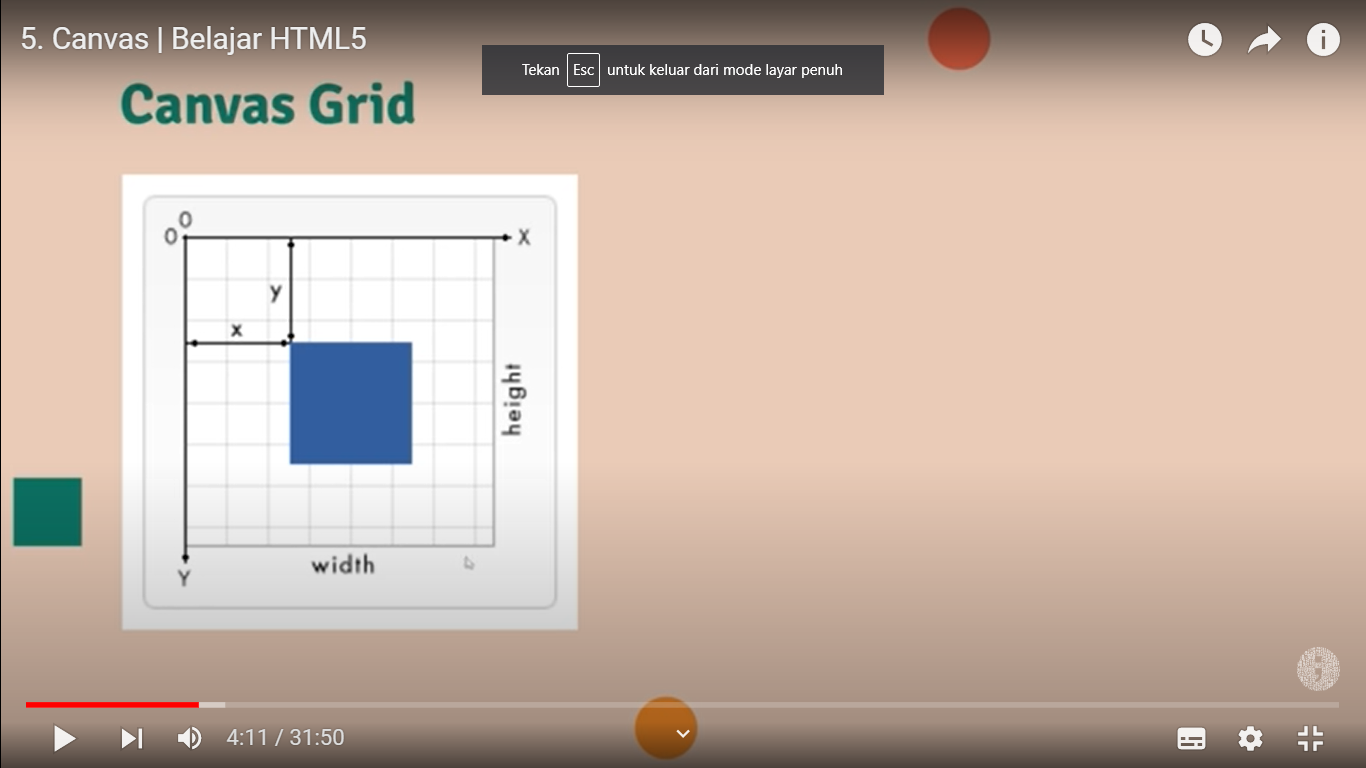 5. Canvas | Belajar HTML5
Tekan Esc untuk keluar dari mode layar penuh
Canvas Grid
0
0
X
y
x
height
width
Y
4:11 / 31:50